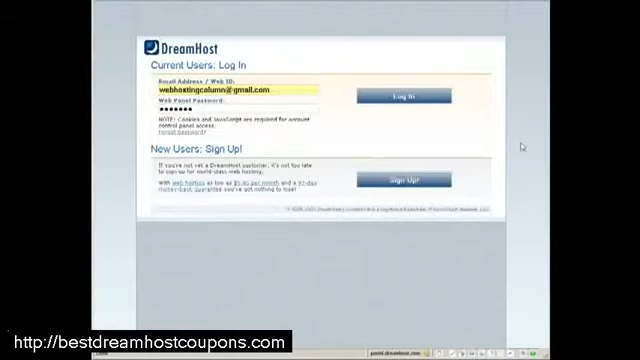 DreamHost
Current Users: Log In
Email Address / Web ID:
webhostingcolumn@gmail.com
Log In
Web Panel Password:
NOTE: Cookies and JavaScript are required for account
control panel access.
Forgot password?
New Users: Sign Up!
If you're not yet a DreamHost customer, it's not too late
to sign up for world-class web hosting.
Sign Up!
With web hosting as low as $5.95 per month and a 97-day
money-back guarantee you've got nothing to lose!
http://bestdreamhostcoupons.com
panel.dreamhost.com